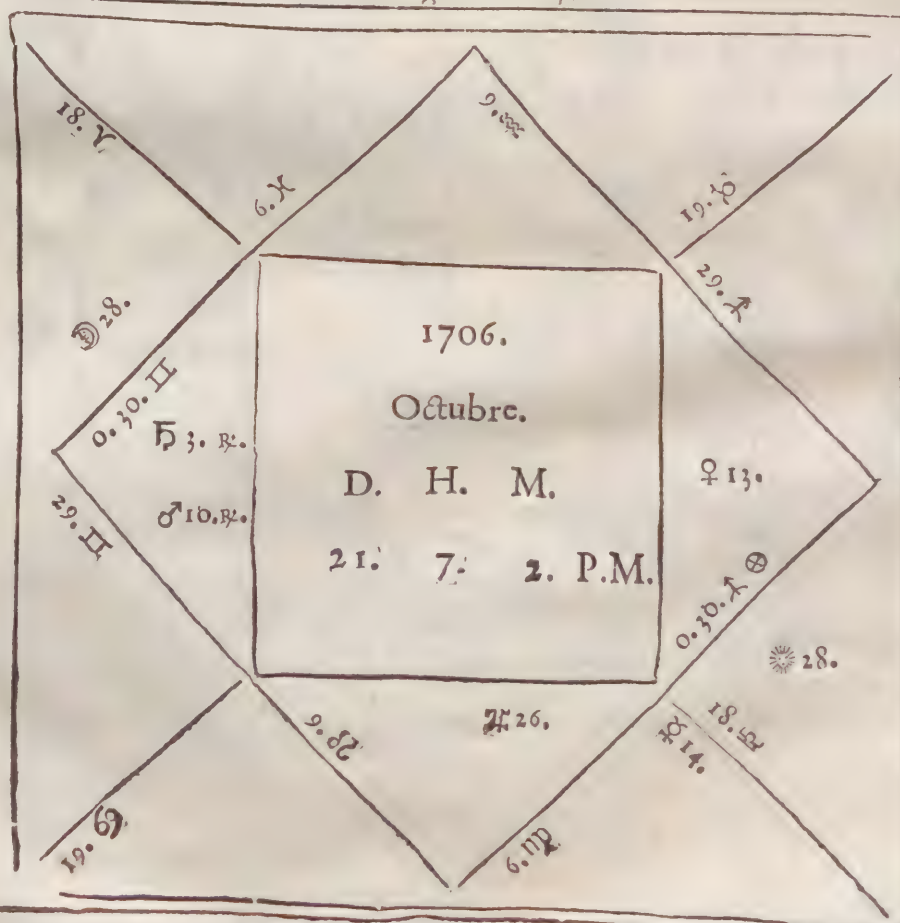 18. ♈
6. ♓
9. ♒
19. ♑
29. ♐
☽ 28.
0. 30. ♊
♄ 3. ℞.
♂ 10. ℞.
29. ♊
1706.
Octubre.
D. H. M.
21. 7. 2. P.M.
♀ 13.
0. 30. ♐ ⊗
☉ 28.
18. ♎
☿ 14.
♃ 26.
9. ♌
19. ♋
6. ♍